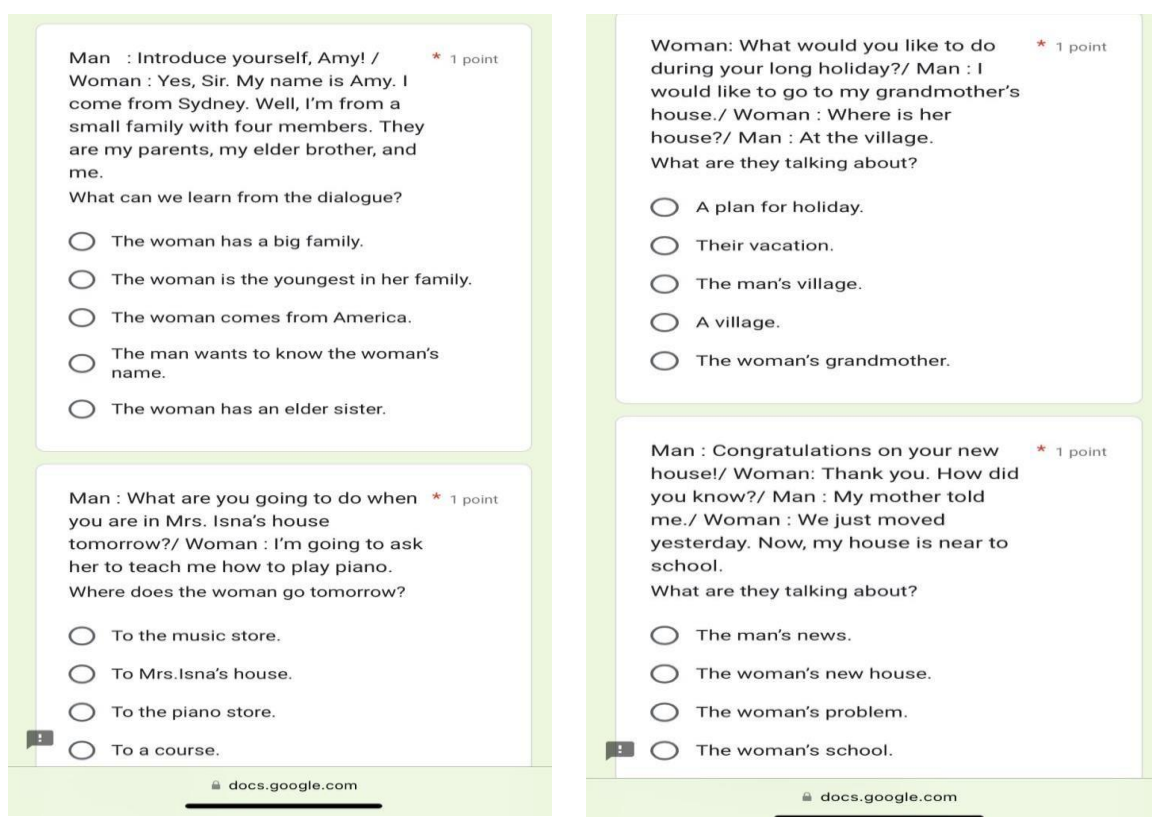 Man : Introduce yourself, Amy! / * 1 point
Woman : Yes, Sir. My name is Amy. I
come from Sydney. Well, I'm from a
small family with four members. They
are my parents, my elder brother, and
me.
What can we learn from the dialogue?
The woman has a big family.
The woman is the youngest in her family.
The woman comes from America.
The man wants to know the woman's
name.
The woman has an elder sister.
Man : What are you going to do when * 1 point
you are in Mrs. Isna's house
tomorrow?/ Woman : I'm going to ask
her to teach me how to play piano.
Where does the woman go tomorrow?
To the music store.
To Mrs.Isna's house.
To the piano store.
To a course.
docs.google.com
Woman: What would you like to do * 1 point
during your long holiday?/ Man : I
would like to go to my grandmother's
house./ Woman : Where is her
house?/ Man : At the village.
What are they talking about?
A plan for holiday.
Their vacation.
The man's village.
A village.
The woman's grandmother.
Man : Congratulations on your new * 1 point
house!/ Woman: Thank you. How did
you know?/ Man : My mother told
me./ Woman : We just moved
yesterday. Now, my house is near to
school.
What are they talking about?
The man's news.
The woman's new house.
The woman's problem.
The woman's school.
docs.google.com